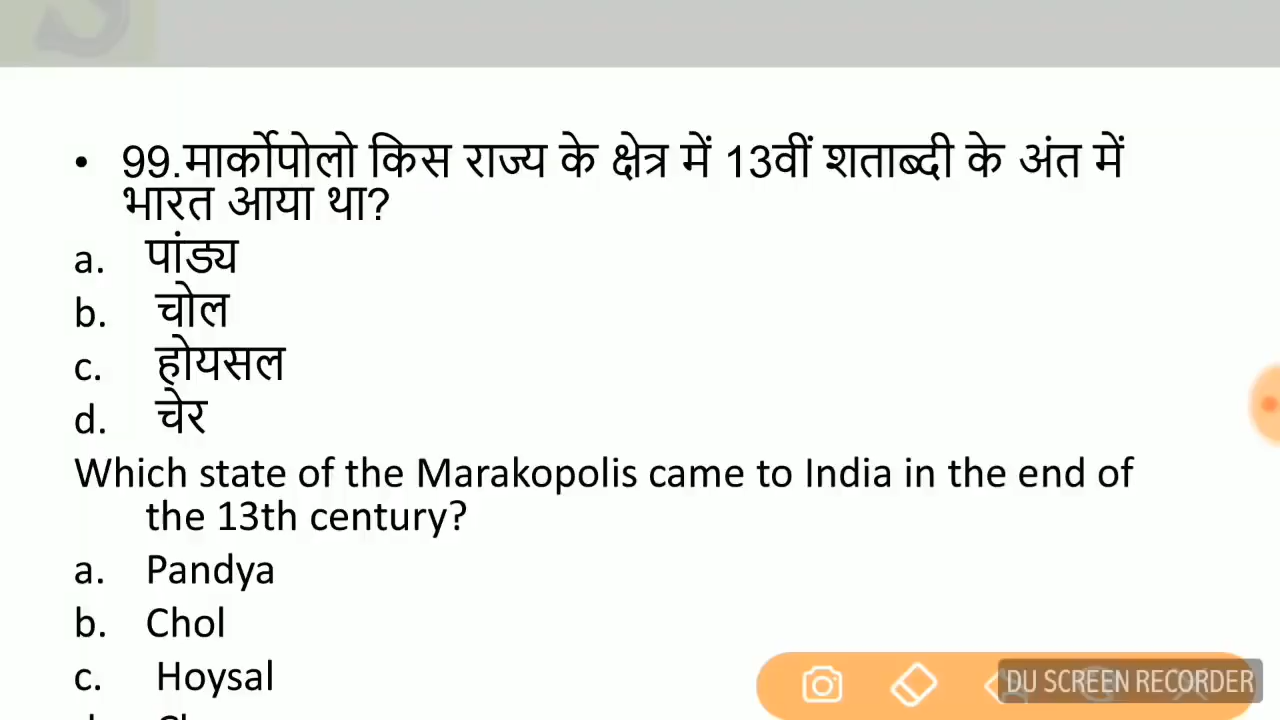 • 99.मार्कोपोलो किस राज्य के क्षेत्र में 13वीं शताब्दी के अंत में
भारत आया था?
a. पांड्य
b. चोल
c. होयसल
d. चेर
Which state of the Marakopolis came to India in the end of
the 13th century?
a. Pandya
b. Chol
c. Hoysal
DU SCREEN RECORDER